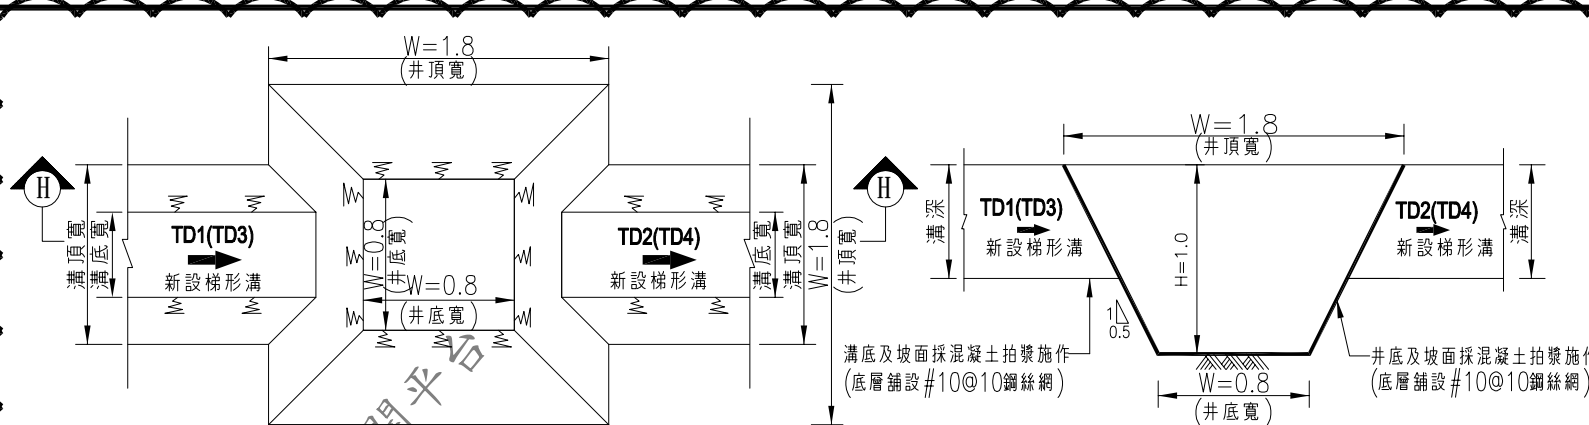 W=1.8
(井頂寬)
H
溝頂寬
溝底寬
TD1(TD3)
新設梯形溝
W=0.8
(井底寬)
W=0.8
(井底寬)
TD2(TD4)
新設梯形溝
溝底寬
溝頂寬
W=1.8
(井頂寬)
閱平台
H
W=1.8
(井頂寬)
溝深
TD1(TD3)
新設梯形溝
H=1.0
TD2(TD4)
新設梯形溝
溝深
1
0.5
溝底及坡面採混凝土拍漿施作
(底層舖設#10@10鋼絲網)
W=0.8
(井底寬)
井底及坡面採混凝土拍漿施作
(底層舖設#10@10鋼絲網)